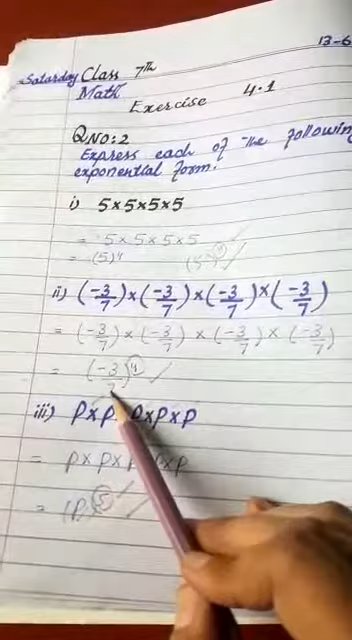 13-6
Saturday Class 7th
Math
Exercise 4.1
Q NO: 2
Express each of the following
exponential form.
i) 5×5×5×5
= 5×5×5×5
= (5)⁴ (5)⁴
ii) (-3/7)×(-3/7)×(-3/7)×(-3/7)
= (-3/7)×(-3/7)×(-3/7)×(-3/7)
= (-3/7)⁴
iii) P×P P×P×P
= P×P×P P×P
= (P)⁵